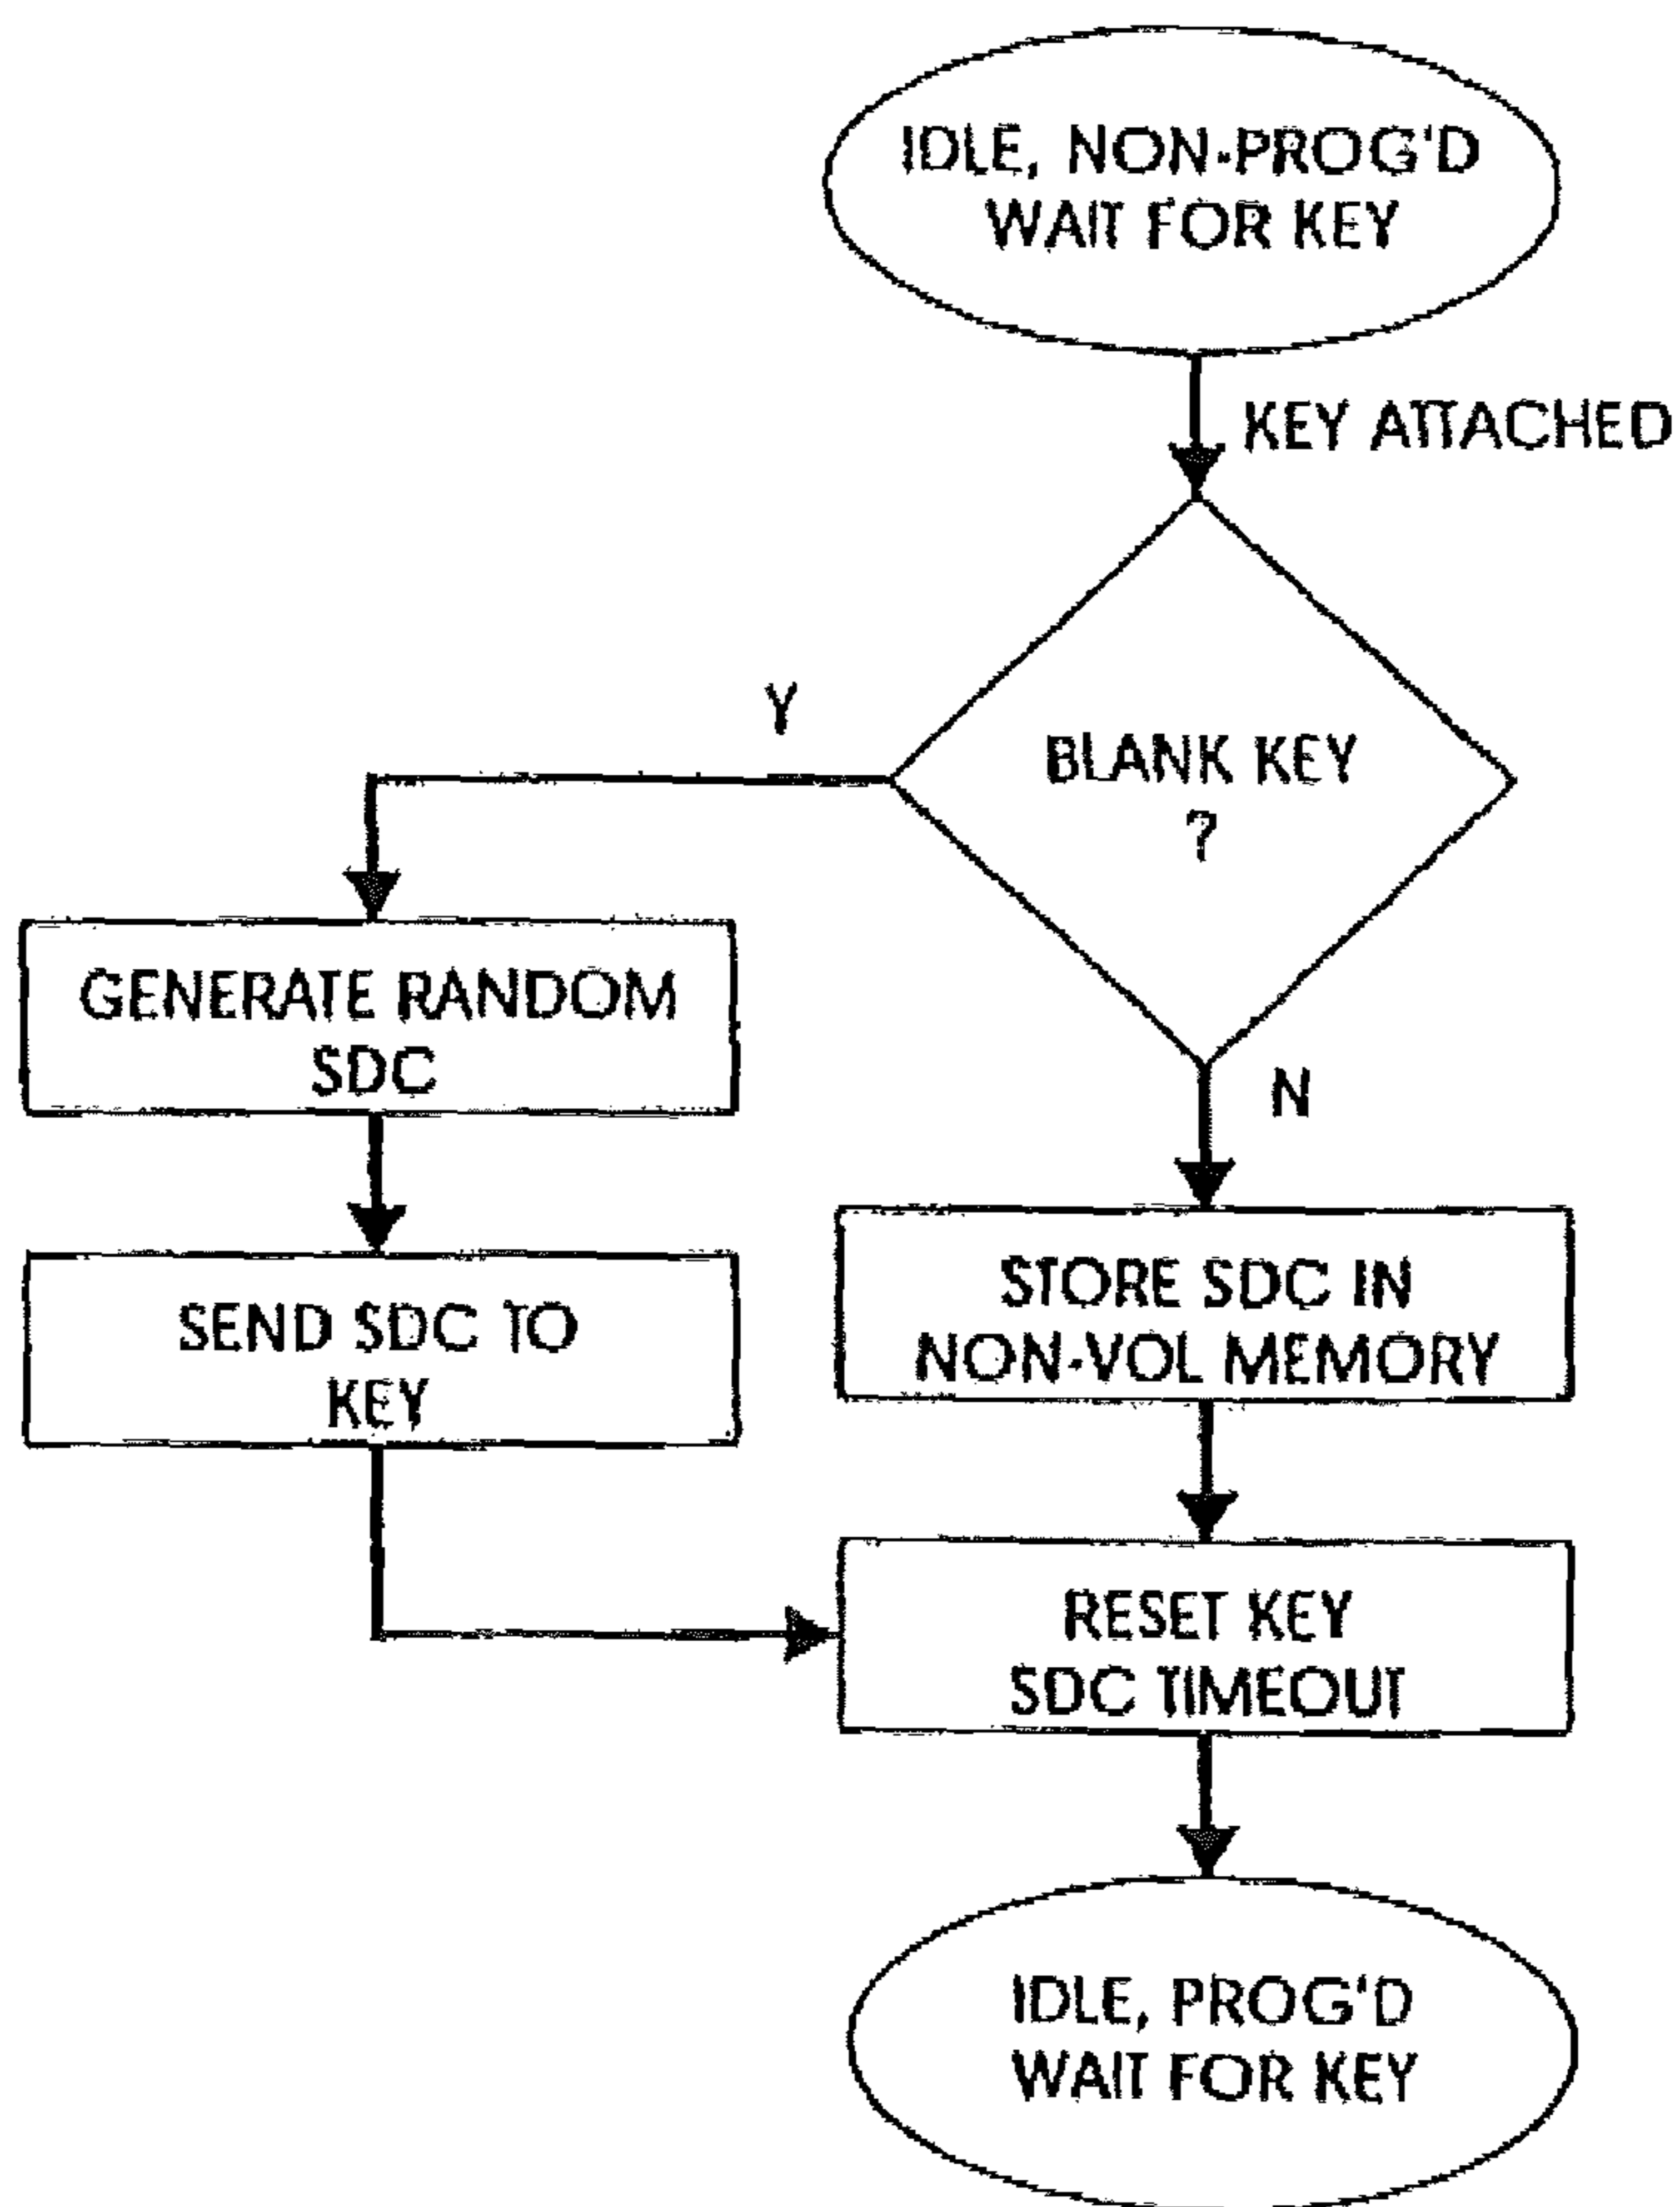 IDLE, NON-PROG'D
WAIT FOR KEY
KEY ATTACHED
BLANK KEY
?
Y
N
GENERATE RANDOM
SDC
SEND SDC TO
KEY
STORE SDC IN
NON-VOL MEMORY
RESET KEY
SDC TIMEOUT
IDLE, PROG'D
WAIT FOR KEY